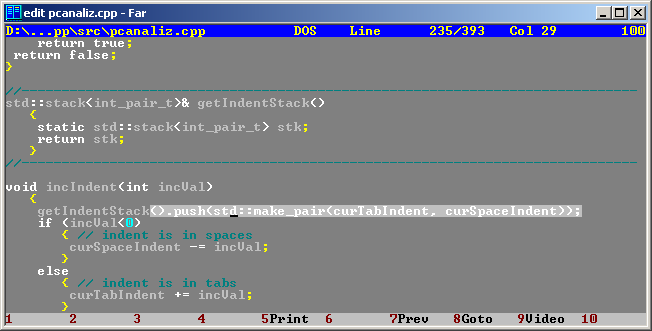 edit pcanaliz.cpp - Far
D:\...pp\src\pcanaliz.cpp DOS Line 235/393 Col 29 100
return true;
return false;
}
//------------------------------------------------------------------------------
std::stack<int_pair_t>& getIndentStack()
{
static std::stack<int_pair_t> stk;
return stk;
}
//------------------------------------------------------------------------------
void incIndent(int incVal)
{
getIndentStack().push(std::make_pair(curTabIndent, curSpaceIndent));
if (incVal<0)
{ // indent is in spaces
curSpaceIndent -= incVal;
}
else
{ // indent is in tabs
curTabIndent += incVal;
}
1 2 3 4 5Print 6 7Prev 8Goto 9Video 10